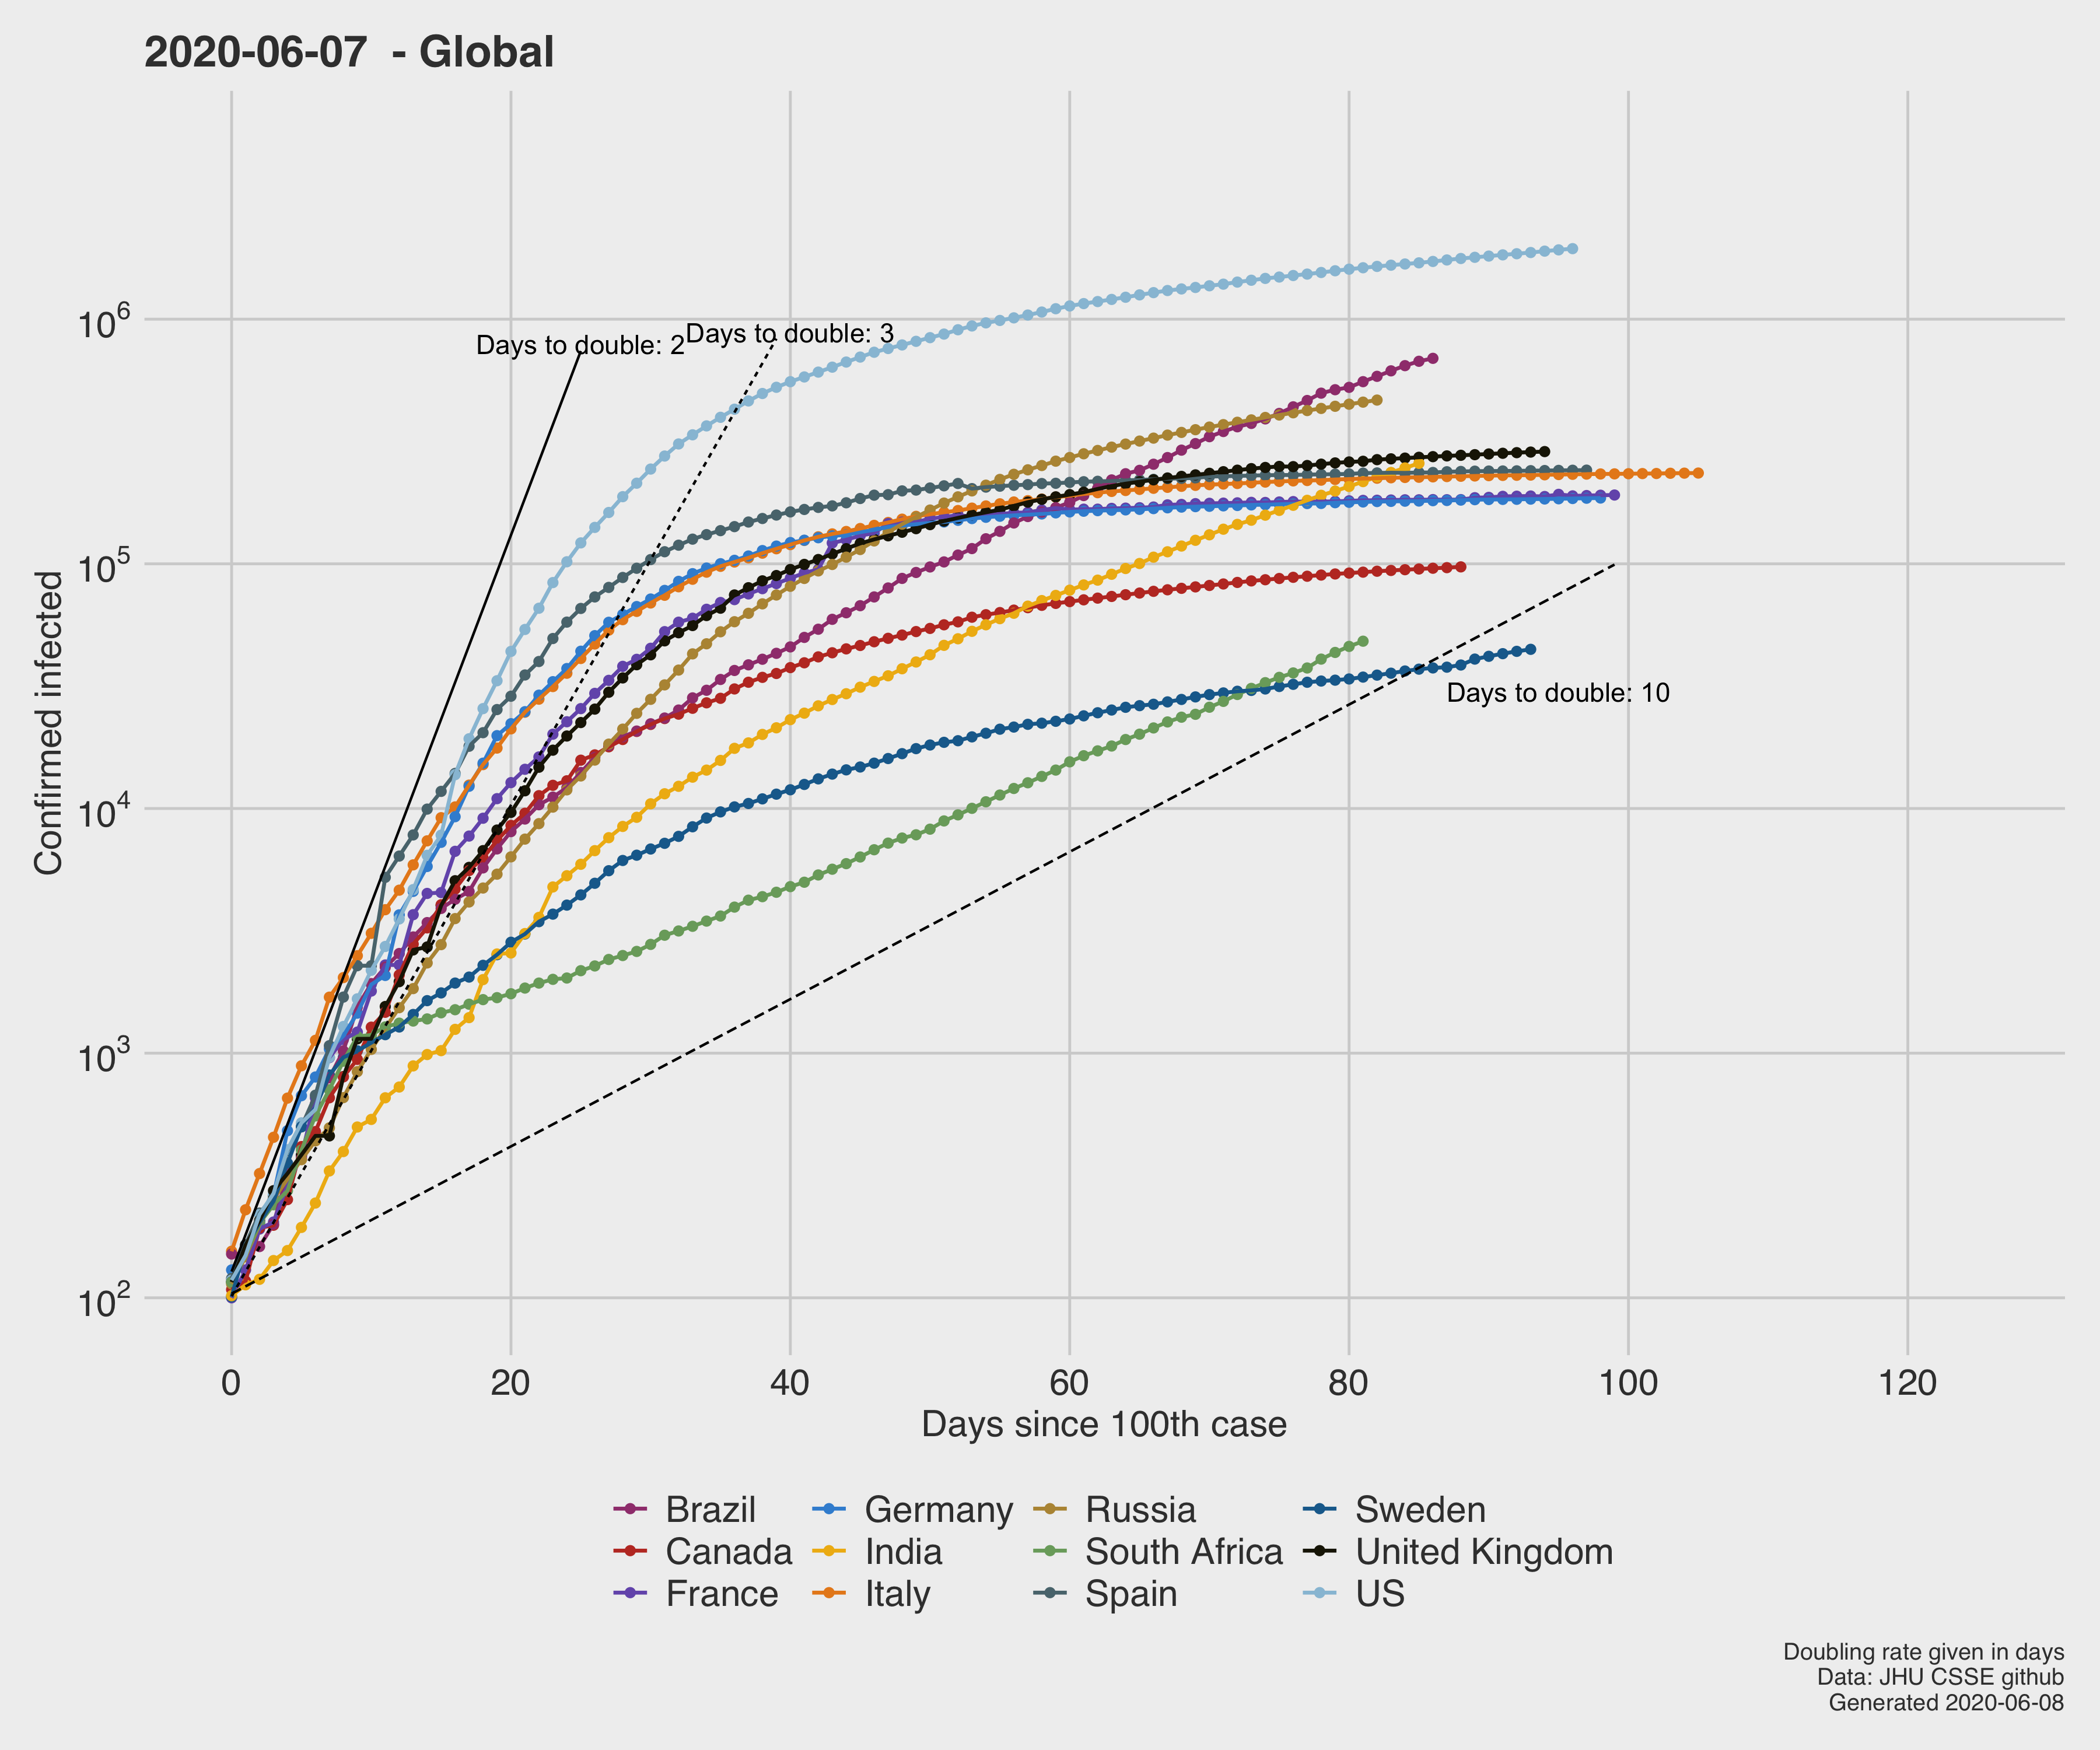 2020-06-07  - Global
Confirmed infected
10^6
10^5
10^4
10^3
10^2
Days to double: 2
Days to double: 3
Days to double: 10
0 20 40 60 80 100 120
Days since 100th case
Brazil Germany Russia Sweden
Canada India South Africa United Kingdom
France Italy Spain US
Doubling rate given in days
Data: JHU CSSE github
Generated 2020-06-08